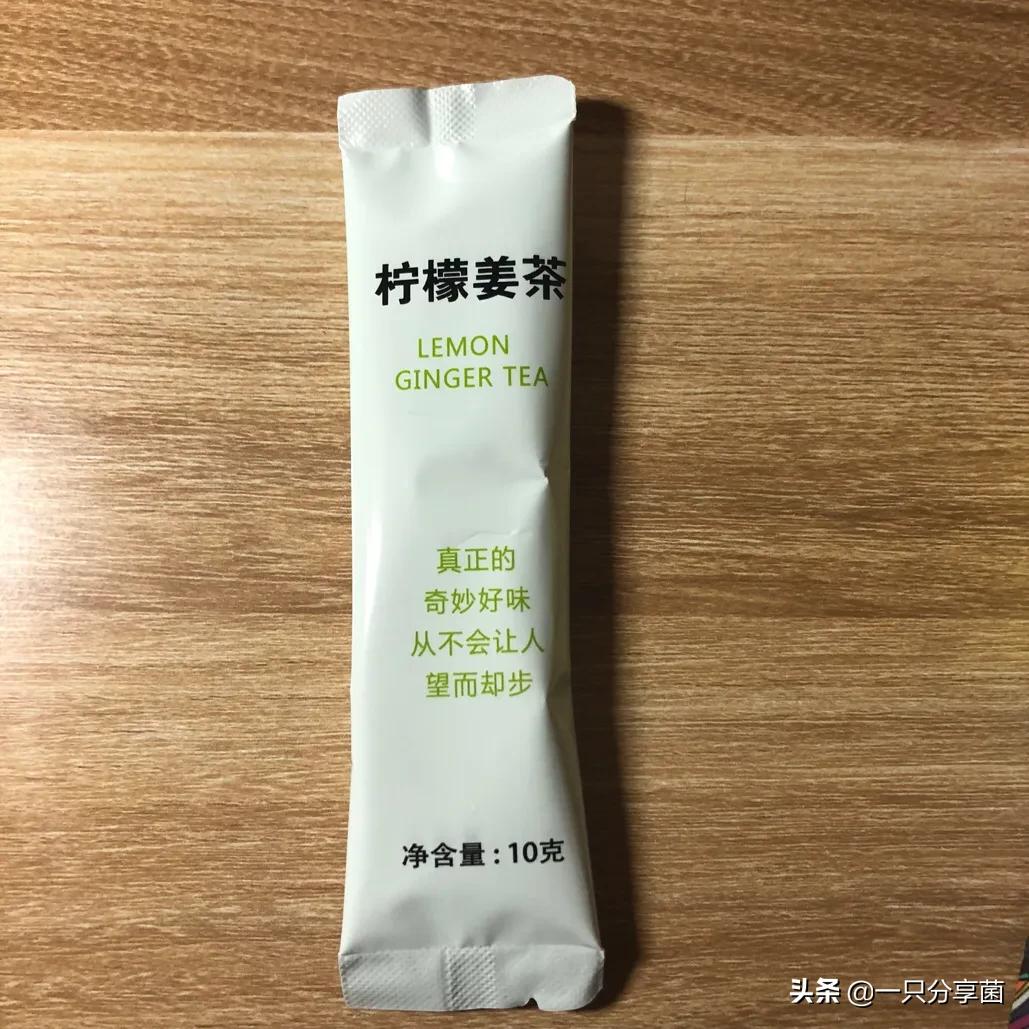 柠檬姜茶
LEMON
GINGER TEA
真正的
奇妙好味
从不会让人
望而却步
净含量:10克
头条 @一只分享菌